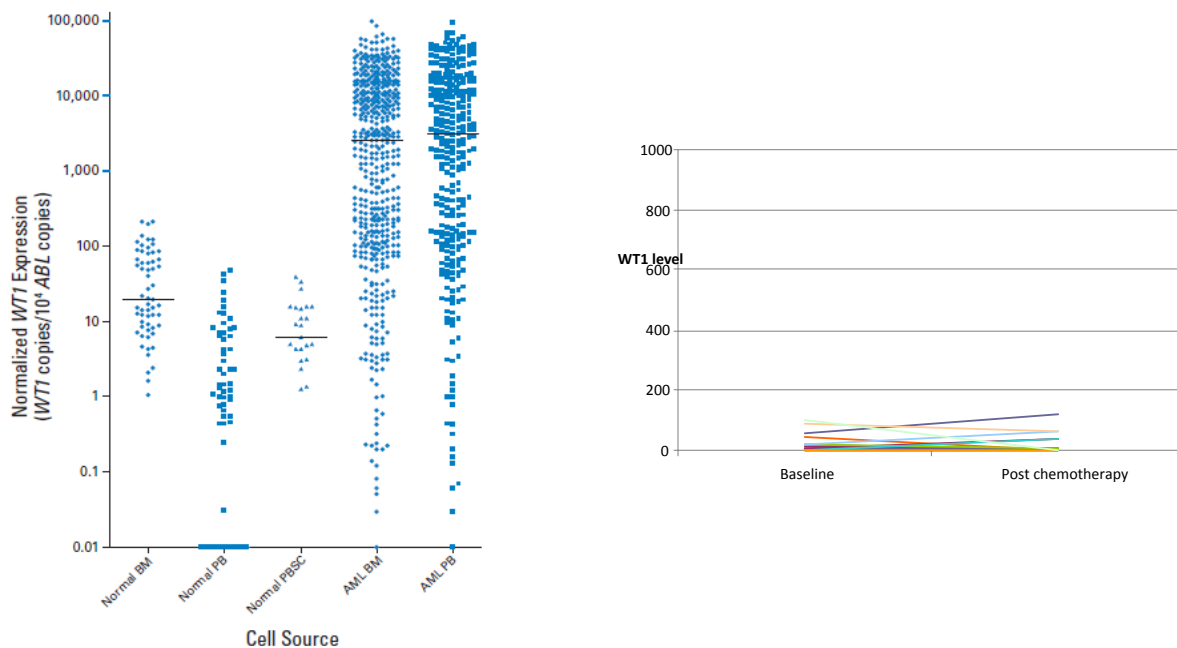 100,000
10,000
1,000
100
10
1
0.1
0.01
Normalized WT1 Expression
(WT1 copies/10⁴ ABL copies)
Normal BM
Normal PB
Normal PBSC
AML BM
AML PB
Cell Source
1000
800
WT1 level
600
400
200
0
Baseline
Post chemotherapy